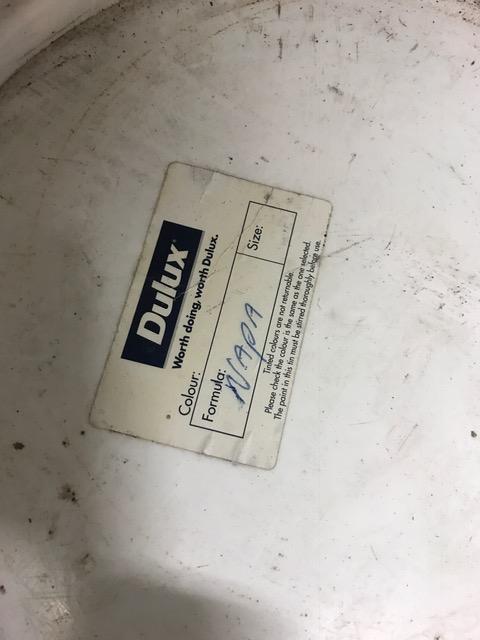 Dulux
Worth doing, worth Dulux.
Colour:
Formula:
Size:
NAPA
Tinted colours are not returnable.
Please check the colour is the same as the one selected.
The paint in this tin must be stirred thoroughly before use.